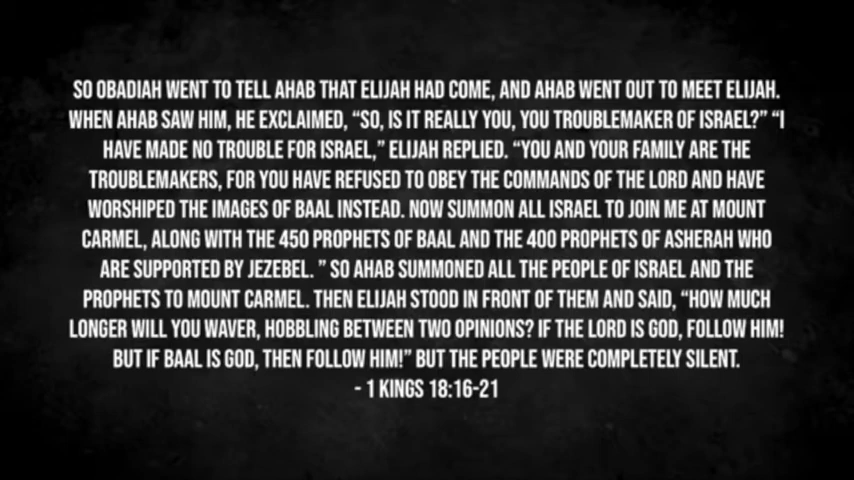 SO OBADIAH WENT TO TELL AHAB THAT ELIJAH HAD COME, AND AHAB WENT OUT TO MEET ELIJAH.
WHEN AHAB SAW HIM, HE EXCLAIMED, “SO, IS IT REALLY YOU, YOU TROUBLEMAKER OF ISRAEL?” “I
HAVE MADE NO TROUBLE FOR ISRAEL,” ELIJAH REPLIED. “YOU AND YOUR FAMILY ARE THE
TROUBLEMAKERS, FOR YOU HAVE REFUSED TO OBEY THE COMMANDS OF THE LORD AND HAVE
WORSHIPED THE IMAGES OF BAAL INSTEAD. NOW SUMMON ALL ISRAEL TO JOIN ME AT MOUNT
CARMEL, ALONG WITH THE 450 PROPHETS OF BAAL AND THE 400 PROPHETS OF ASHERAH WHO
ARE SUPPORTED BY JEZEBEL. ” SO AHAB SUMMONED ALL THE PEOPLE OF ISRAEL AND THE
PROPHETS TO MOUNT CARMEL. THEN ELIJAH STOOD IN FRONT OF THEM AND SAID, “HOW MUCH
LONGER WILL YOU WAVER, HOBBLING BETWEEN TWO OPINIONS? IF THE LORD IS GOD, FOLLOW HIM!
BUT IF BAAL IS GOD, THEN FOLLOW HIM!” BUT THE PEOPLE WERE COMPLETELY SILENT.
- 1 KINGS 18:16-21